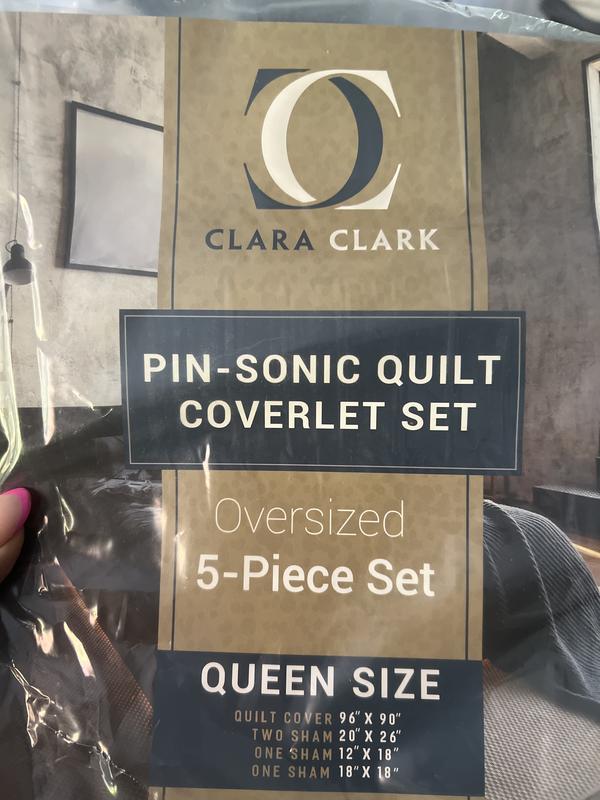 CLARA CLARK
PIN-SONIC QUILT
COVERLET SET
Oversized
5-Piece Set
QUEEN SIZE
QUILT COVER 96" X 90"
TWO SHAM 20" X 26"
ONE SHAM 12" X 18"
ONE SHAM 18" X 18"